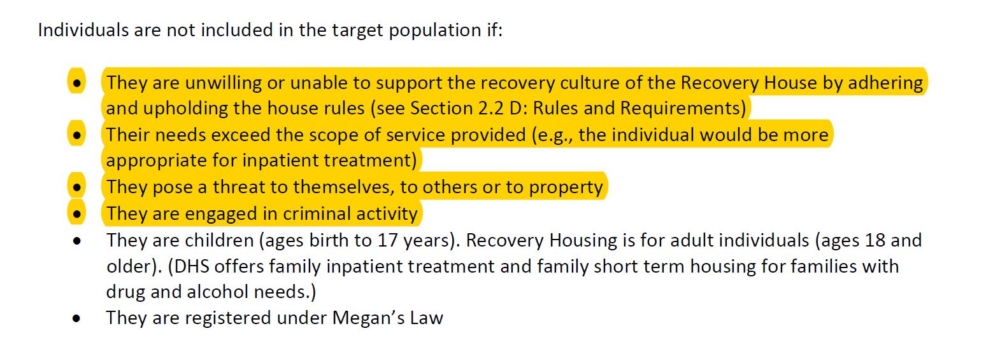 Individuals are not included in the target population if:
● They are unwilling or unable to support the recovery culture of the Recovery House by adhering
and upholding the house rules (see Section 2.2 D: Rules and Requirements)
● Their needs exceed the scope of service provided (e.g., the individual would be more
appropriate for inpatient treatment)
● They pose a threat to themselves, to others or to property
● They are engaged in criminal activity
● They are children (ages birth to 17 years). Recovery Housing is for adult individuals (ages 18 and
older). (DHS offers family inpatient treatment and family short term housing for families with
drug and alcohol needs.)
● They are registered under Megan’s Law